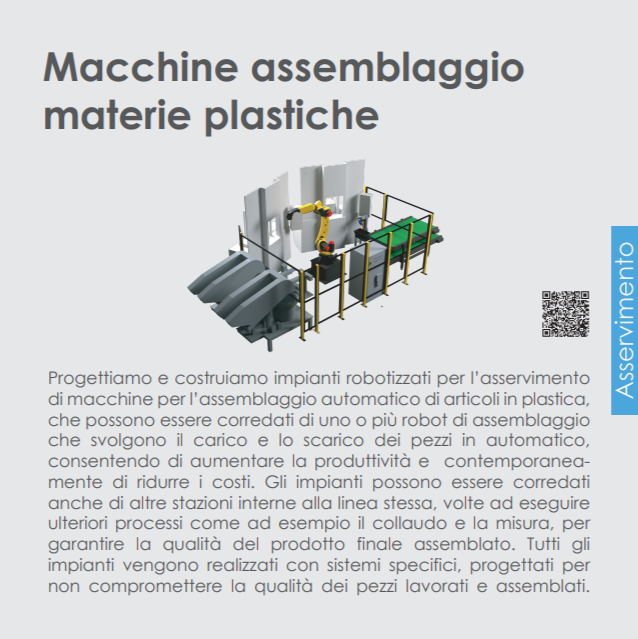 Macchine assemblaggio
materie plastiche
Asservimento
Progettiamo e costruiamo impianti robotizzati per l'asservimento
di macchine per l'assemblaggio automatico di articoli in plastica,
che possono essere corredati di uno o più robot di assemblaggio
che svolgono il carico e lo scarico dei pezzi in automatico,
consentendo di aumentare la produttività e contemporanea-
mente di ridurre i costi. Gli impianti possono essere corredati
anche di altre stazioni interne alla linea stessa, volte ad eseguire
ulteriori processi come ad esempio il collaudo e la misura, per
garantire la qualità del prodotto finale assemblato. Tutti gli
impianti vengono realizzati con sistemi specifici, progettati per
non compromettere la qualità dei pezzi lavorati e assemblati.